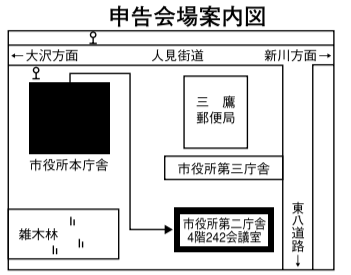 申告会場案内図
←大沢方面
人見街道
新川方面→
三鷹
郵便局
市役所本庁舎
市役所第三庁舎
市役所第二庁舎
4階242会議室
雑木林
東八道路↓